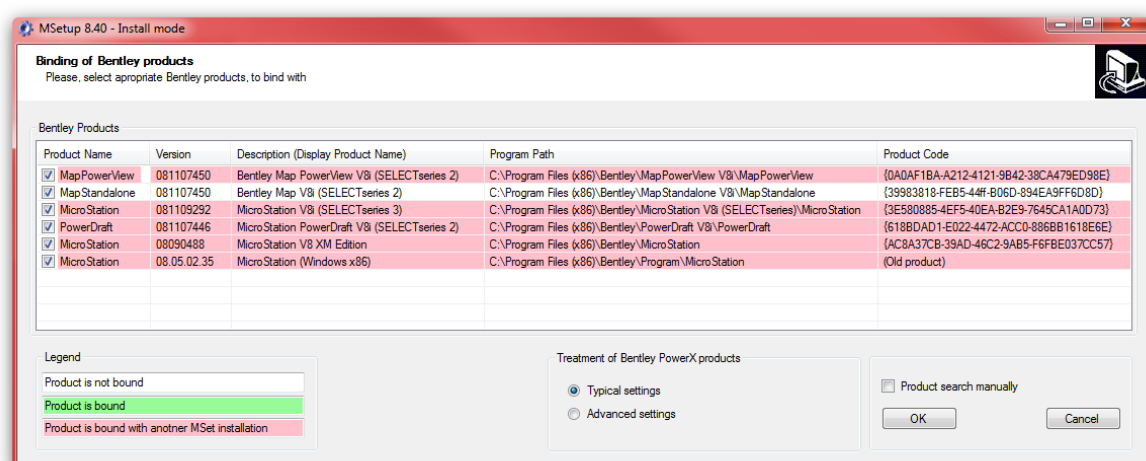 MSetup 8.40 - Install mode
Binding of Bentley products
Please, select apropriate Bentley products, to bind with
Bentley Products
Product Name Version Description (Display Product Name) Program Path Product Code
MapPowerView 081107450 Bentley Map PowerView V8i (SELECTseries 2) C:\Program Files (x86)\Bentley\MapPowerView V8i\MapPowerView {0A0AF1BA-A212-4121-9B42-38CA479ED98E}
MapStandalone 081107450 Bentley Map V8i (SELECTseries 2) C:\Program Files (x86)\Bentley\MapStandalone V8i\MapStandalone {39983818-FEB5-44ff-B06D-894EA9FF6D8D}
MicroStation 081109292 MicroStation V8i (SELECTseries 3) C:\Program Files (x86)\Bentley\MicroStation V8i (SELECTseries)\MicroStation {3E580885-4EF5-40EA-B2E9-7645CA1A0D73}
PowerDraft 081107446 MicroStation PowerDraft V8i (SELECTseries 2) C:\Program Files (x86)\Bentley\PowerDraft V8i\PowerDraft {618BDAD1-E022-4472-ACC0-886BB1618E6E}
MicroStation 08090488 MicroStation V8 XM Edition C:\Program Files (x86)\Bentley\MicroStation {AC8A37CB-39AD-46C2-9AB5-F6FBE037CC57}
MicroStation 08.05.02.35 MicroStation (Windows x86) C:\Program Files (x86)\Bentley\Program\MicroStation (Old product)
Legend
Product is not bound
Product is bound
Product is bound with anotner MSet installation
Treatment of Bentley PowerX products
Typical settings
Advanced settings
Product search manually
OK Cancel